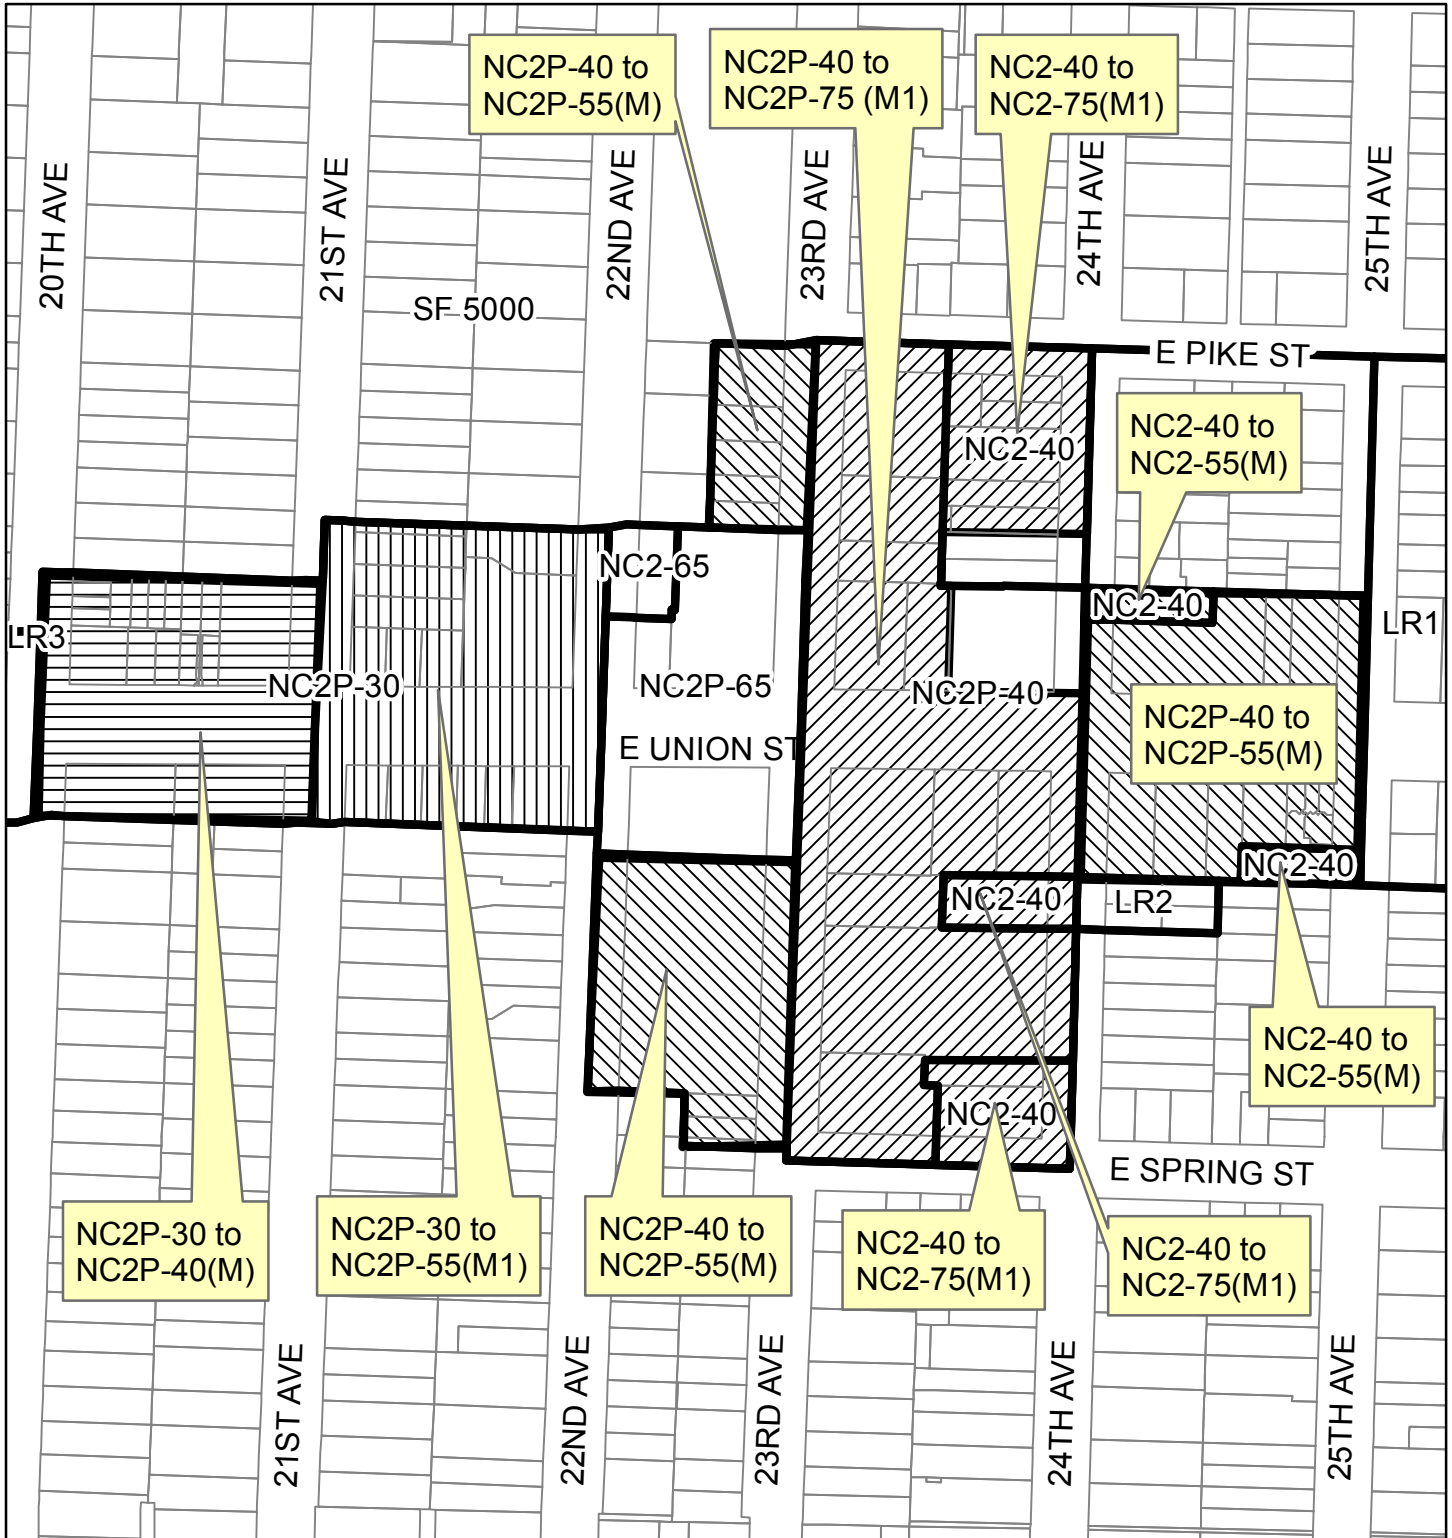 NC2P-40 to
NC2P-55(M)
NC2P-40 to
NC2P-75 (M1)
NC2-40 to
NC2-75(M1)
20TH AVE
21ST AVE
22ND AVE
23RD AVE
24TH AVE
25TH AVE
SF 5000
E PIKE ST
NC2-40
NC2-40 to
NC2-55(M)
NC2-65
NC2-40
LR3
LR1
NC2P-30
NC2P-65
NC2P-40
NC2P-40 to
NC2P-55(M)
E UNION ST
NC2-40
NC2-40
LR2
NC2-40 to
NC2-55(M)
NC2-40
E SPRING ST
NC2P-30 to
NC2P-40(M)
NC2P-30 to
NC2P-55(M1)
NC2P-40 to
NC2P-55(M)
NC2-40 to
NC2-75(M1)
NC2-40 to
NC2-75(M1)
21ST AVE
22ND AVE
23RD AVE
24TH AVE
25TH AVE